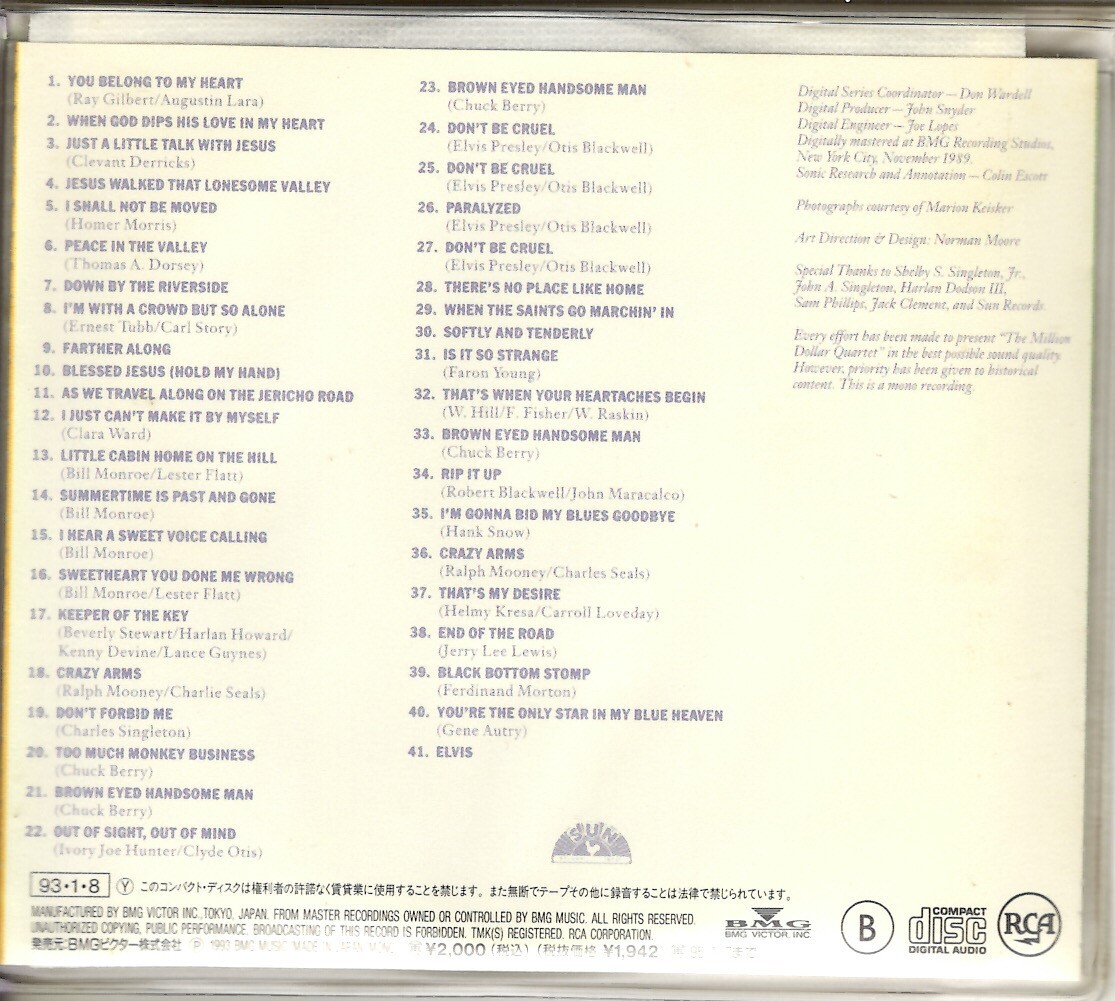 1. YOU BELONG TO MY HEART
(Ray Gilbert/Augustin Lara)
2. WHEN GOD DIPS HIS LOVE IN MY HEART
3. JUST A LITTLE TALK WITH JESUS
(Clevant Derricks)
4. JESUS WALKED THAT LONESOME VALLEY
5. I SHALL NOT BE MOVED
(Homer Morris)
6. PEACE IN THE VALLEY
(Thomas A. Dorsey)
7. DOWN BY THE RIVERSIDE
8. I'M WITH A CROWD BUT SO ALONE
(Ernest Tubb/Carl Story)
9. FARTHER ALONG
10. BLESSED JESUS (HOLD MY HAND)
11. AS WE TRAVEL ALONG ON THE JERICHO ROAD
12. I JUST CAN'T MAKE IT BY MYSELF
(Clara Ward)
13. LITTLE CABIN HOME ON THE HILL
(Bill Monroe/Lester Flatt)
14. SUMMERTIME IS PAST AND GONE
(Bill Monroe)
15. I HEAR A SWEET VOICE CALLING
(Bill Monroe)
16. SWEETHEART YOU DONE ME WRONG
(Bill Monroe/Lester Flatt)
17. KEEPER OF THE KEY
(Beverly Stewart/Harlan Howard/
Kenny Devine/Lance Guynes)
18. CRAZY ARMS
(Ralph Mooney/Charlie Seals)
19. DON'T FORBID ME
(Charles Singleton)
20. TOO MUCH MONKEY BUSINESS
(Chuck Berry)
21. BROWN EYED HANDSOME MAN
(Chuck Berry)
22. OUT OF SIGHT, OUT OF MIND
(Ivory Joe Hunter/Clyde Otis)
23. BROWN EYED HANDSOME MAN
(Chuck Berry)
24. DON'T BE CRUEL
(Elvis Presley/Otis Blackwell)
25. DON'T BE CRUEL
(Elvis Presley/Otis Blackwell)
26. PARALYZED
(Elvis Presley/Otis Blackwell)
27. DON'T BE CRUEL
(Elvis Presley/Otis Blackwell)
28. THERE'S NO PLACE LIKE HOME
29. WHEN THE SAINTS GO MARCHIN' IN
30. SOFTLY AND TENDERLY
31. IS IT SO STRANGE
(Faron Young)
32. THAT'S WHEN YOUR HEARTACHES BEGIN
(W. Hill/F. Fisher/W. Raskin)
33. BROWN EYED HANDSOME MAN
(Chuck Berry)
34. RIP IT UP
(Robert Blackwell/John Maracalco)
35. I'M GONNA BID MY BLUES GOODBYE
(Hank Snow)
36. CRAZY ARMS
(Ralph Mooney/Charles Seals)
37. THAT'S MY DESIRE
(Helmy Kresa/Carroll Loveday)
38. END OF THE ROAD
(Jerry Lee Lewis)
39. BLACK BOTTOM STOMP
(Ferdinand Morton)
40. YOU'RE THE ONLY STAR IN MY BLUE HEAVEN
(Gene Autry)
41. ELVIS
Digital Series Coordinator — Don Wardell
Digital Producer — John Snyder
Digital Engineer — Joe Lopes
Digitally mastered at BMG Recording Studios,
New York City, November 1989.
Sonic Research and Annotation — Colin Escott
Photographs courtesy of Marion Keisker
Art Direction & Design: Norman Moore
Special Thanks to Shelby S. Singleton, Jr.,
John A. Singleton, Harlan Dodson III,
Sam Phillips, Jack Clement, and Sun Records.
Every effort has been made to present "The Million
Dollar Quartet" in the best possible sound quality.
However, priority has been given to historical
content. This is a mono recording.
SUN
93・1・8 Ⓨ このコンパクト・ディスクは権利者の許諾なく賃貸業に使用することを禁じます。また無断でテープその他に録音することは法律で禁じられています。
MANUFACTURED BY BMG VICTOR INC. TOKYO, JAPAN. FROM MASTER RECORDINGS OWNED OR CONTROLLED BY BMG MUSIC. ALL RIGHTS RESERVED.
UNAUTHORIZED COPYING, PUBLIC PERFORMANCE, BROADCASTING OF THIS RECORD IS FORBIDDEN. TMK(S) REGISTERED. RCA CORPORATION.
発売元:BMGビクター株式会社 Ⓟ BMG MUSIC MADE IN JAPAN ¥2,000 (税込) (税抜価格 ¥1,942
BMG
BMG VICTOR, INC
B
COMPACT
disc
DIGITAL AUDIO
RCA